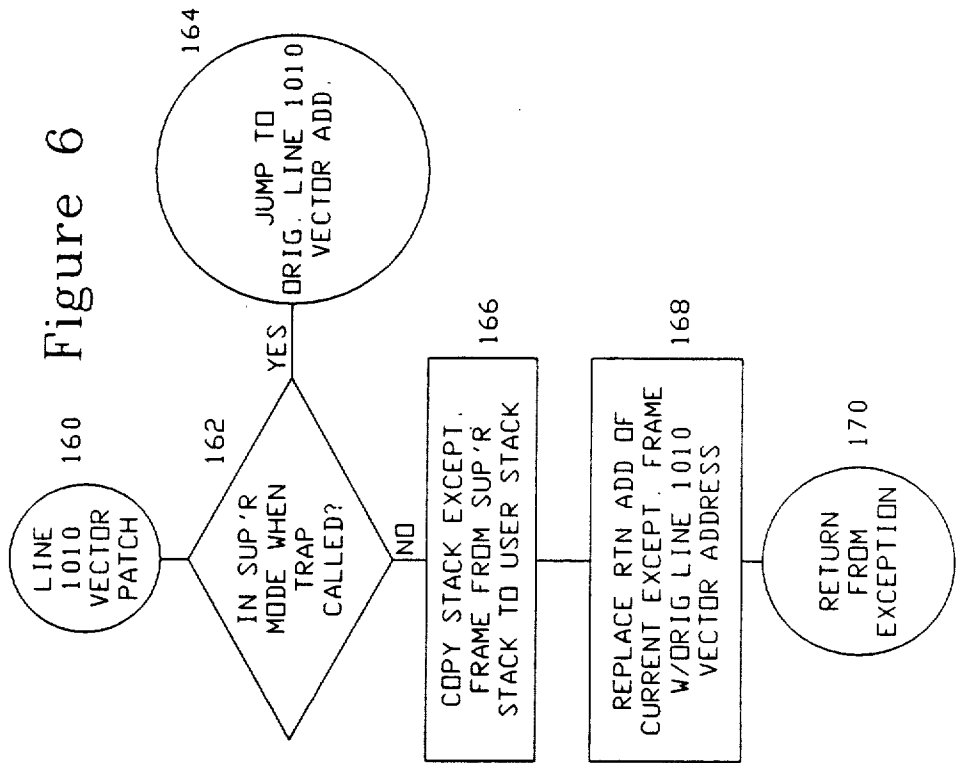 Figure 6
LINE
1010
VECTOR
PATCH
160
IN SUP'R
MODE WHEN
TRAP
CALLED?
162
YES
JUMP TO
ORIG. LINE 1010
VECTOR ADD.
164
NO
COPY STACK EXCEPT.
FRAME FROM SUP'R
STACK TO USER STACK
166
REPLACE RTN ADD OF
CURRENT EXCEPT. FRAME
W/ORIG LINE 1010
VECTOR ADDRESS
168
RETURN
FROM
EXCEPTION
170